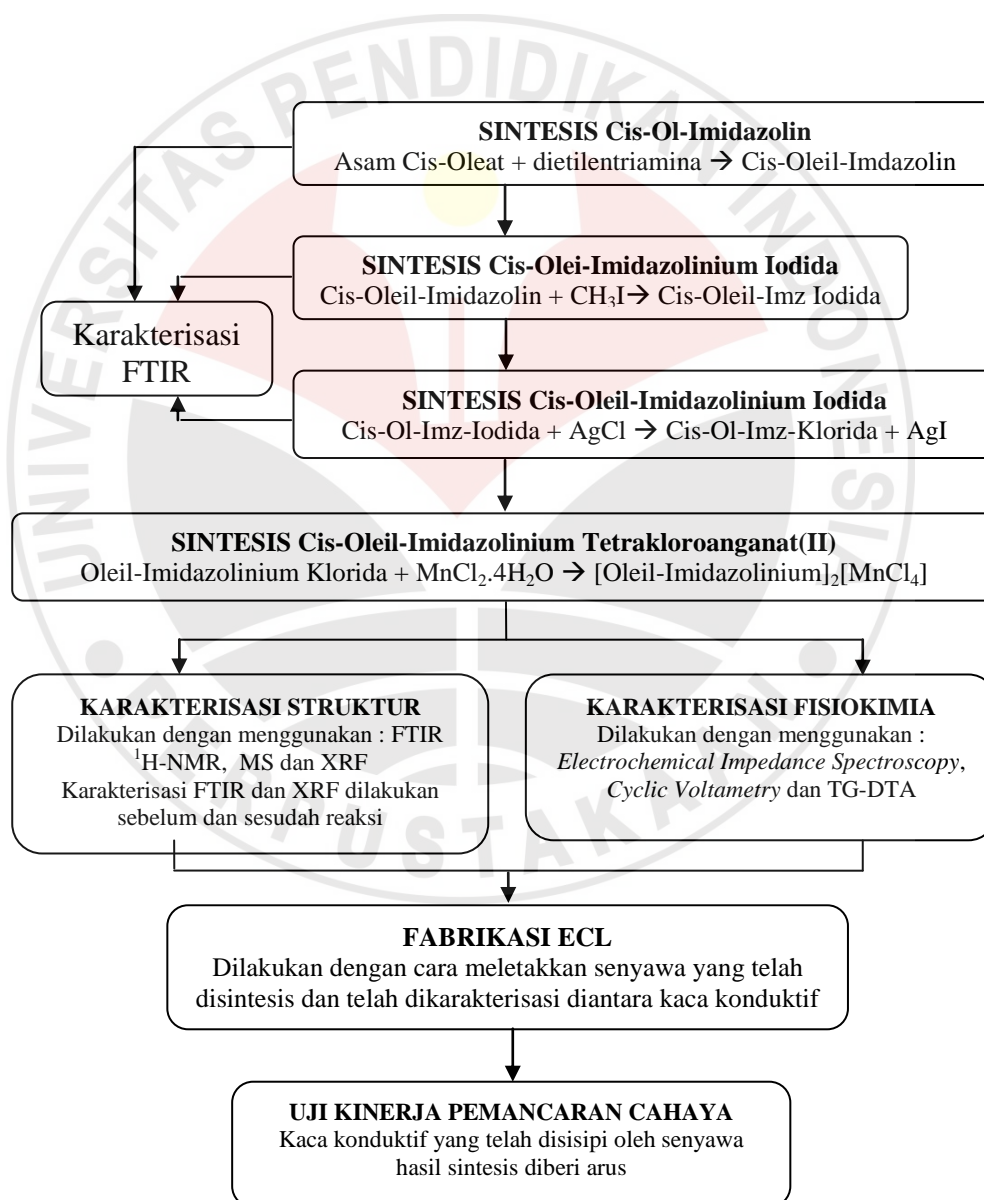 SINTESIS Cis-Ol-Imidazolin
Asam Cis-Oleat + dietilentriamina → Cis-Oleil-Imdazolin
SINTESIS Cis-Olei-Imidazolinium Iodida
Cis-Oleil-Imidazolin + CH₃I→ Cis-Oleil-Imz Iodida
Karakterisasi
FTIR
SINTESIS Cis-Oleil-Imidazolinium Iodida
Cis-Ol-Imz-Iodida + AgCl → Cis-Ol-Imz-Klorida + AgI
SINTESIS Cis-Oleil-Imidazolinium Tetrakloroanganat(II)
Oleil-Imidazolinium Klorida + MnCl₂.4H₂O → [Oleil-Imidazolinium]₂[MnCl₄]
KARAKTERISASI STRUKTUR
Dilakukan dengan menggunakan : FTIR
¹H-NMR, MS dan XRF
Karakterisasi FTIR dan XRF dilakukan
sebelum dan sesudah reaksi
KARAKTERISASI FISIOKIMIA
Dilakukan dengan menggunakan :
Electrochemical Impedance Spectroscopy,
Cyclic Voltametry dan TG-DTA
FABRIKASI ECL
Dilakukan dengan cara meletakkan senyawa yang telah
disintesis dan telah dikarakterisasi diantara kaca konduktif
UJI KINERJA PEMANCARAN CAHAYA
Kaca konduktif yang telah disisipi oleh senyawa
hasil sintesis diberi arus
UNIVERSITAS PENDIDIKAN INDONESIA
PERPUSTAKAAN